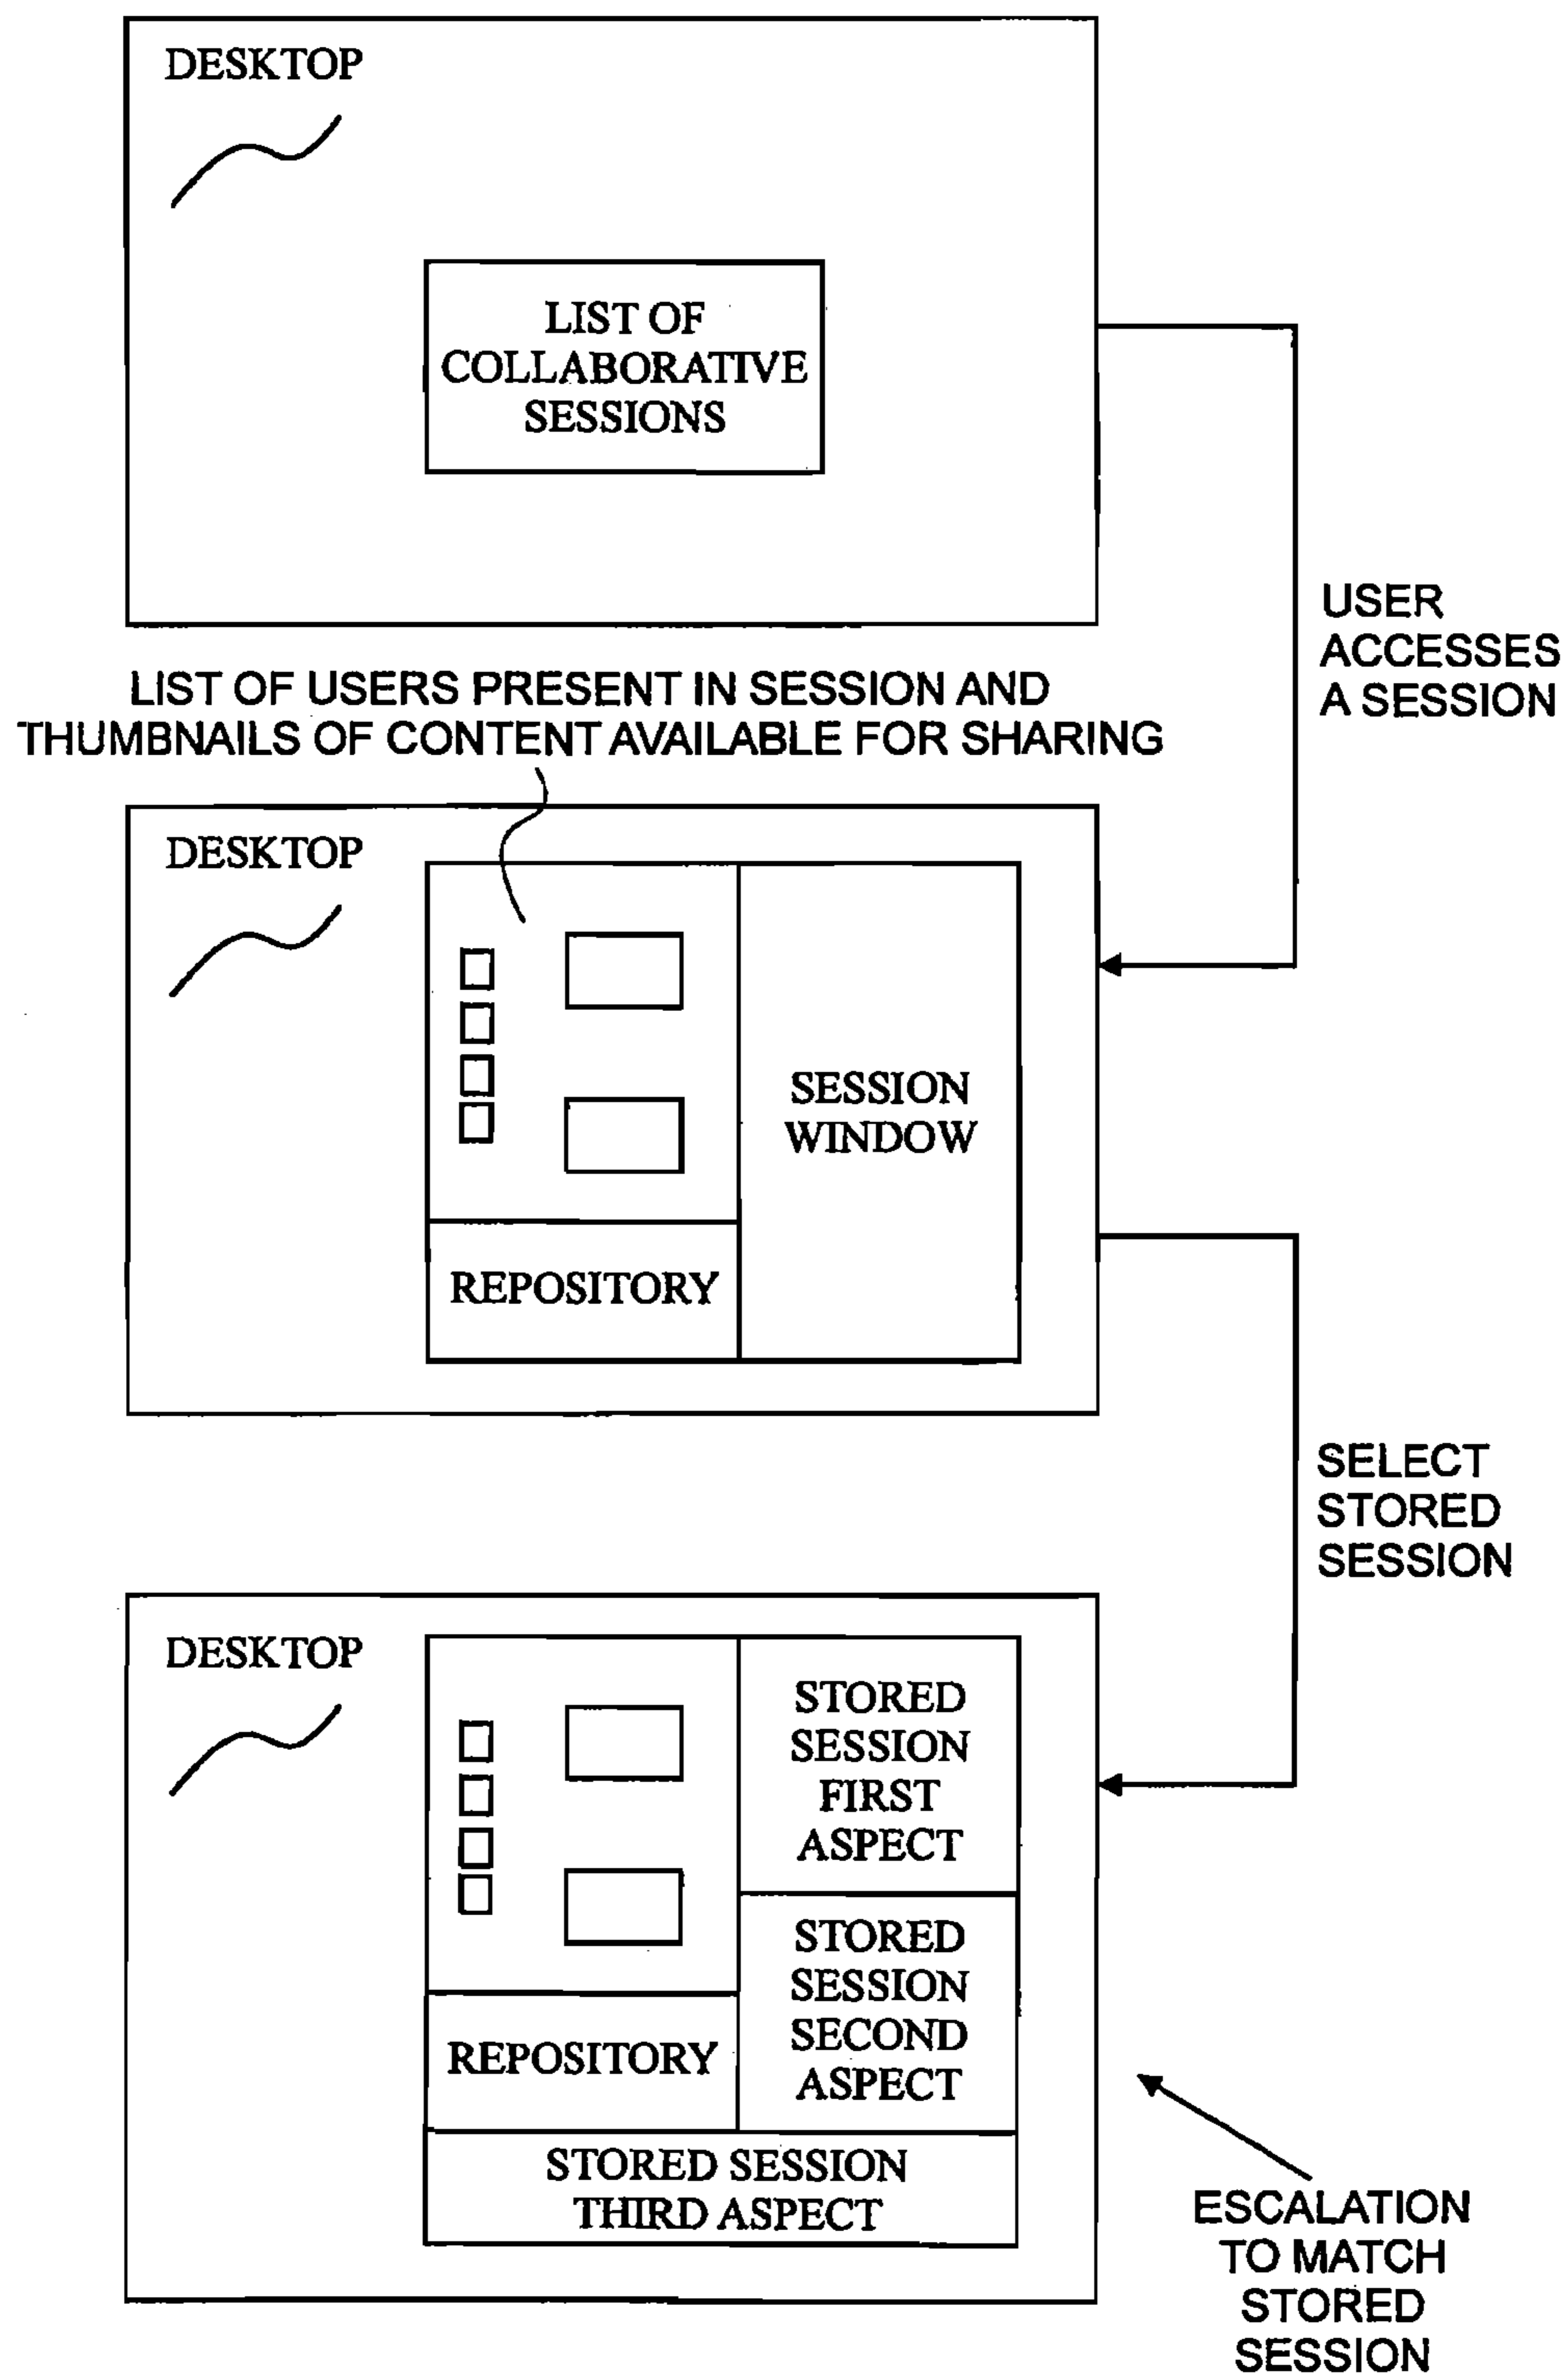 DESKTOP
LIST OF
COLLABORATIVE
SESSIONS
USER
ACCESSES
A SESSION
LIST OF USERS PRESENT IN SESSION AND
THUMBNAILS OF CONTENT AVAILABLE FOR SHARING
DESKTOP
SESSION
WINDOW
REPOSITORY
SELECT
STORED
SESSION
DESKTOP
STORED
SESSION
FIRST
ASPECT
STORED
SESSION
SECOND
ASPECT
REPOSITORY
STORED SESSION
THIRD ASPECT
ESCALATION
TO MATCH
STORED
SESSION